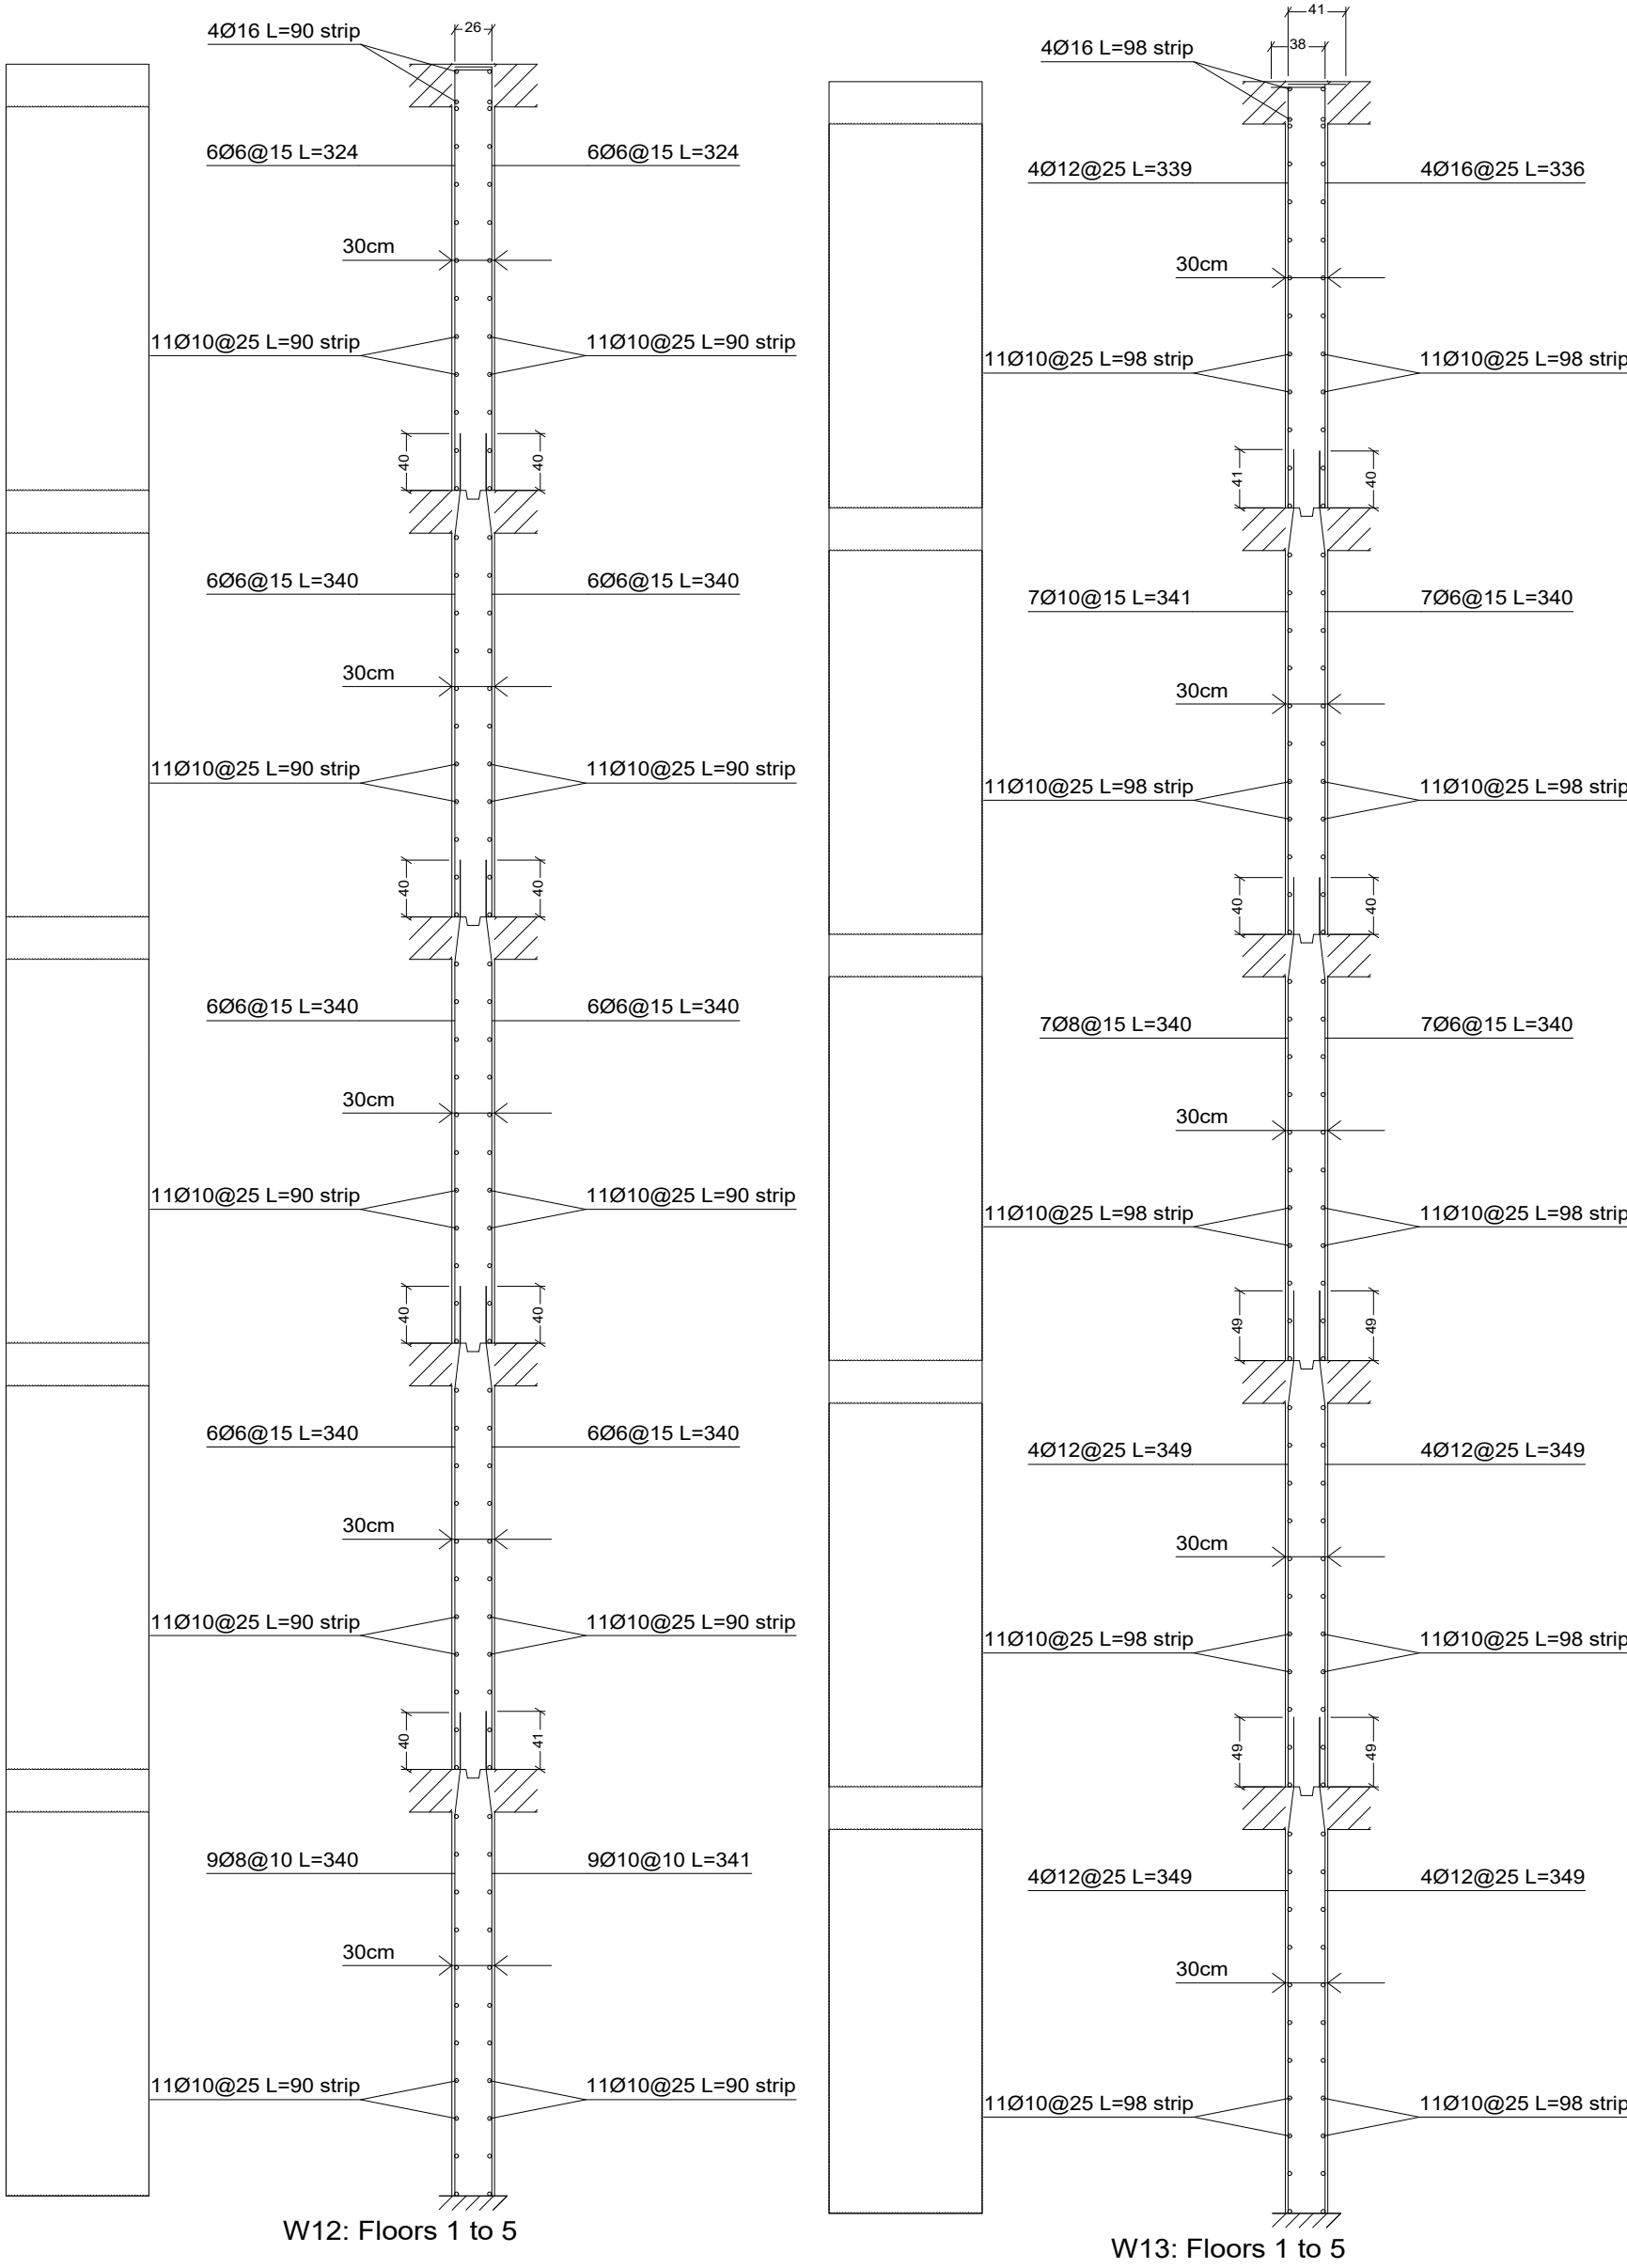 4Ø16 L=90 strip
26
6Ø6@15 L=324
6Ø6@15 L=324
30cm
11Ø10@25 L=90 strip
11Ø10@25 L=90 strip
40
40
6Ø6@15 L=340
6Ø6@15 L=340
30cm
11Ø10@25 L=90 strip
11Ø10@25 L=90 strip
40
40
6Ø6@15 L=340
6Ø6@15 L=340
30cm
11Ø10@25 L=90 strip
11Ø10@25 L=90 strip
40
40
6Ø6@15 L=340
6Ø6@15 L=340
30cm
11Ø10@25 L=90 strip
11Ø10@25 L=90 strip
40
41
9Ø8@10 L=340
9Ø10@10 L=341
30cm
11Ø10@25 L=90 strip
11Ø10@25 L=90 strip
W12: Floors 1 to 5
41
38
4Ø16 L=98 strip
4Ø12@25 L=339
4Ø16@25 L=336
30cm
11Ø10@25 L=98 strip
11Ø10@25 L=98 strip
41
40
7Ø10@15 L=341
7Ø6@15 L=340
30cm
11Ø10@25 L=98 strip
11Ø10@25 L=98 strip
40
40
7Ø8@15 L=340
7Ø6@15 L=340
30cm
11Ø10@25 L=98 strip
11Ø10@25 L=98 strip
49
49
4Ø12@25 L=349
4Ø12@25 L=349
30cm
11Ø10@25 L=98 strip
11Ø10@25 L=98 strip
49
49
4Ø12@25 L=349
4Ø12@25 L=349
30cm
11Ø10@25 L=98 strip
11Ø10@25 L=98 strip
W13: Floors 1 to 5